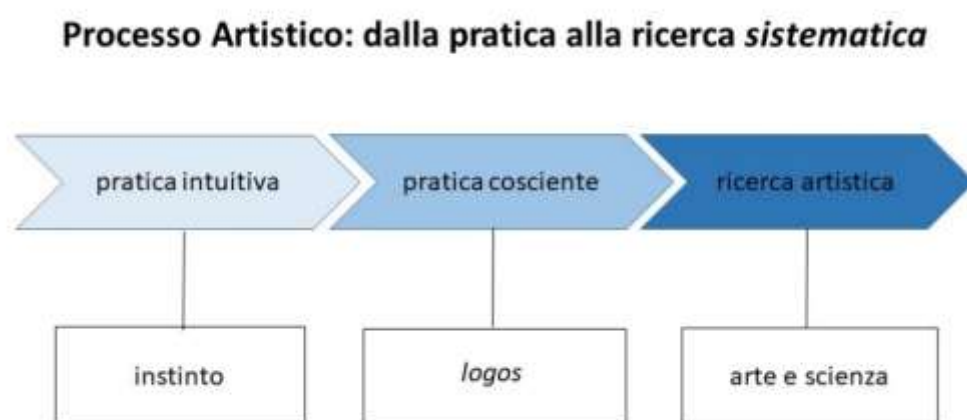 Processo Artistico: dalla pratica alla ricerca sistematica
pratica intuitiva
pratica cosciente
ricerca artistica
instinto
logos
arte e scienza